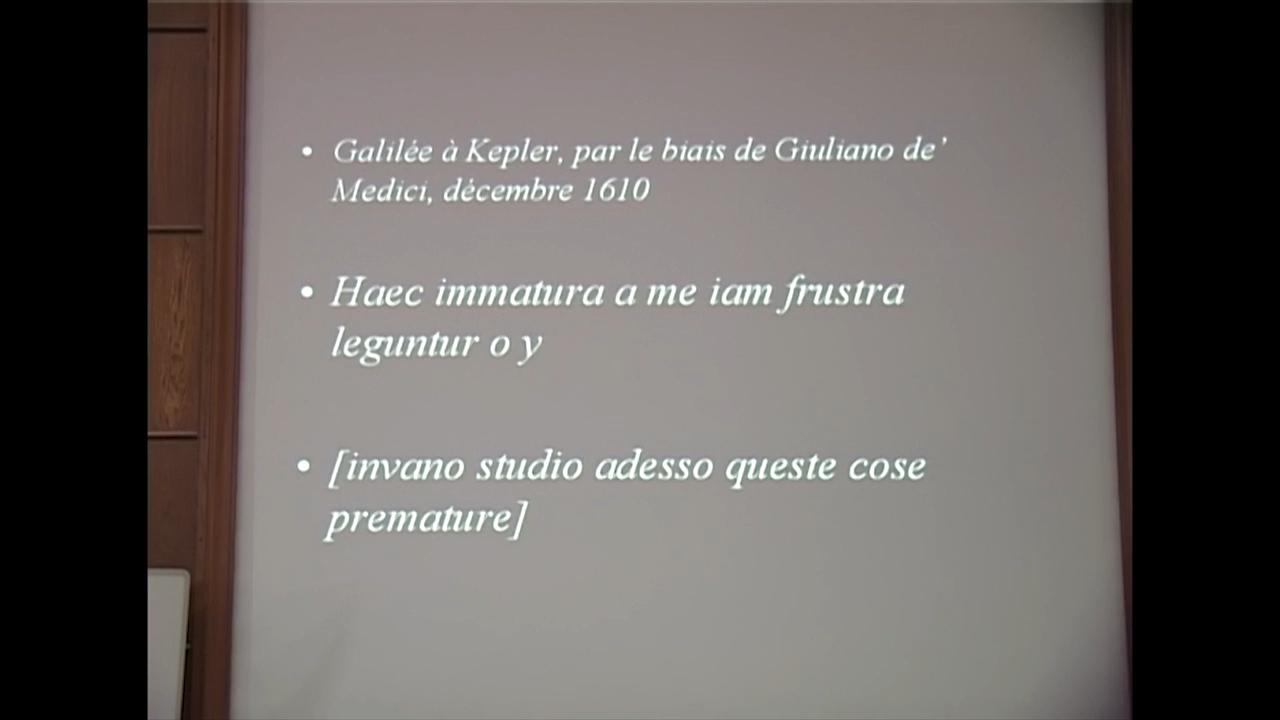 • Galilée à Kepler, par le biais de Giuliano de’
Medici, décembre 1610
• Haec immatura a me iam frustra
leguntur o y
• [invano studio adesso queste cose
premature]